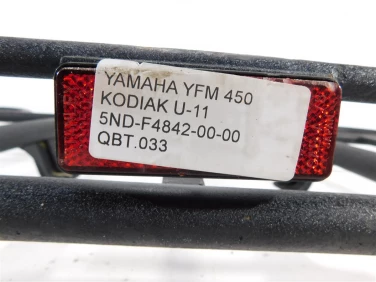 YAMAHA YFM 450
KODIAK U-11
5ND-F4842-00-00
QBT.033